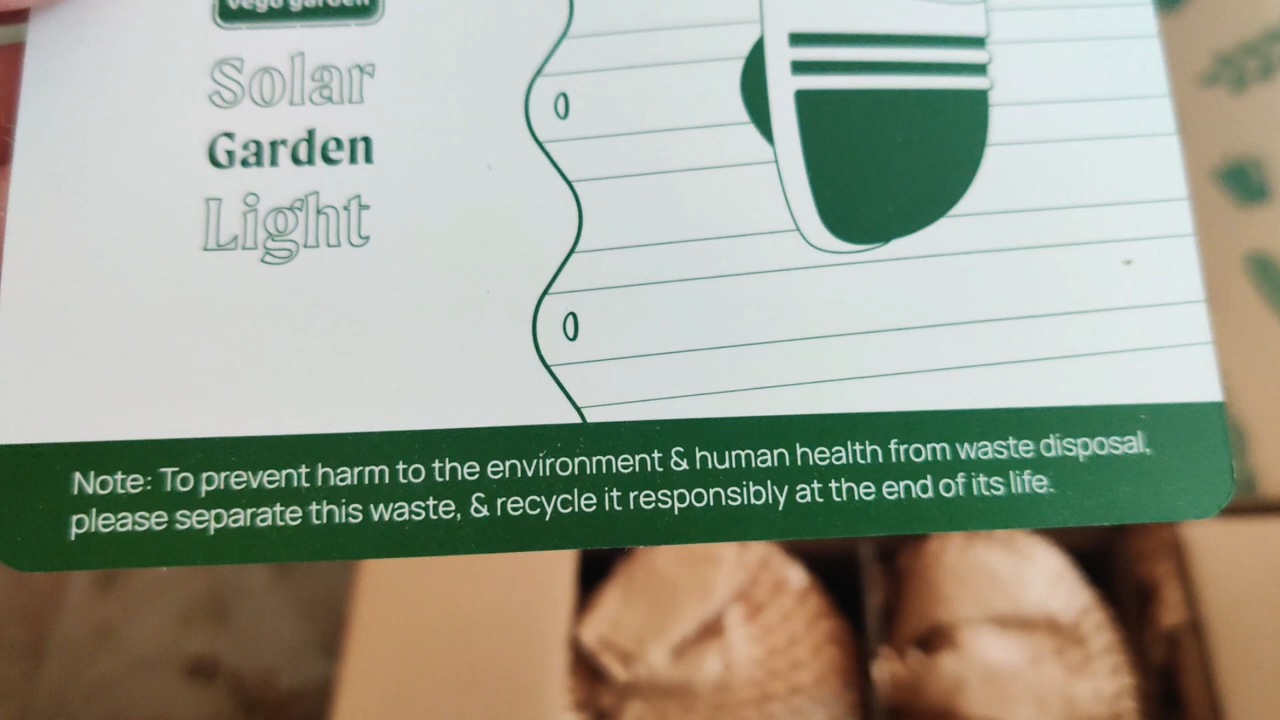 vego garden
Solar
Garden
Light
Note: To prevent harm to the environment & human health from waste disposal,
please separate this waste, & recycle it responsibly at the end of its life.